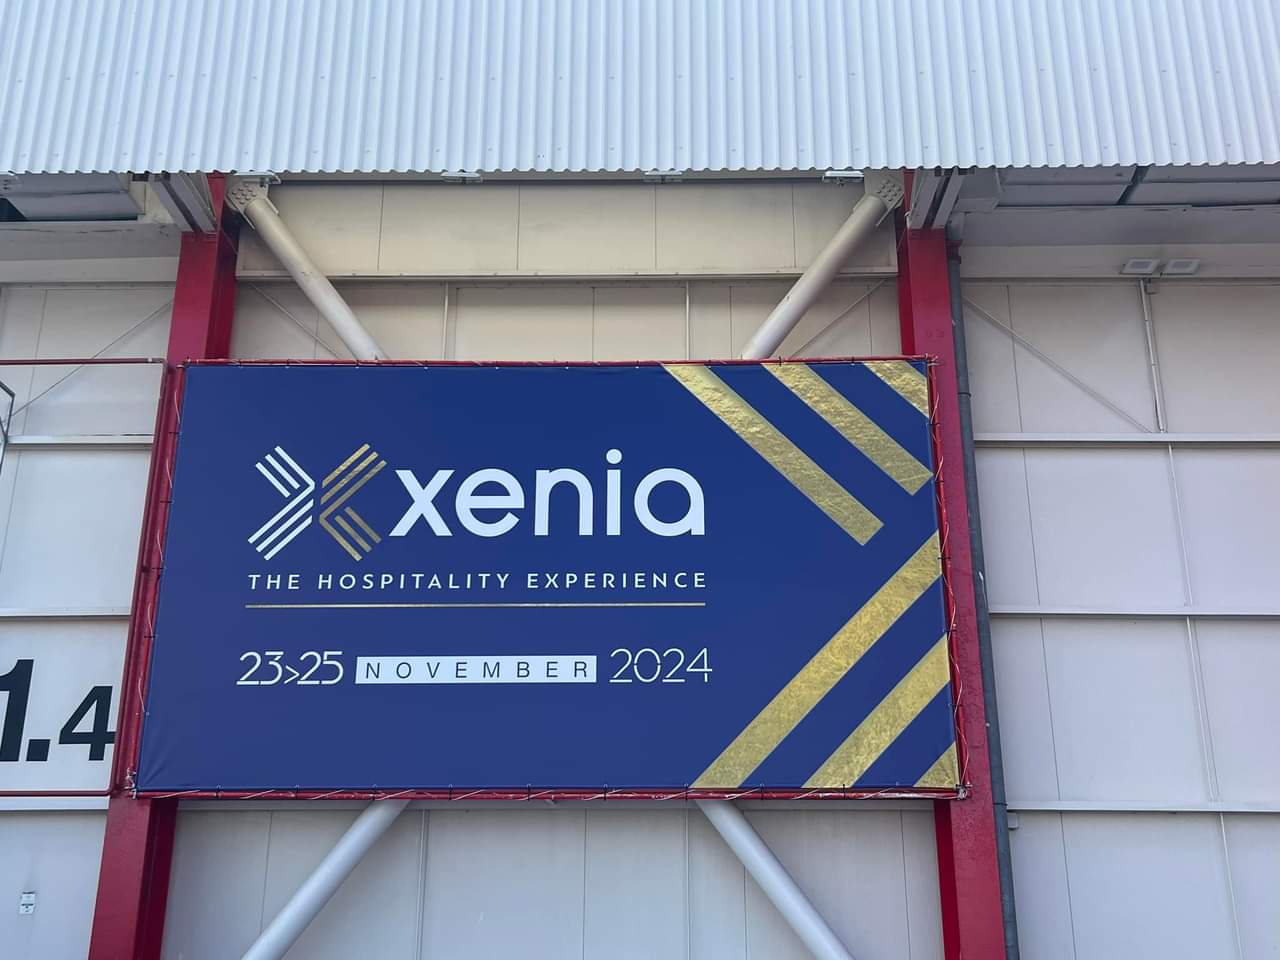 xenia
THE HOSPITALITY EXPERIENCE
23>25 NOVEMBER 2024
1.4